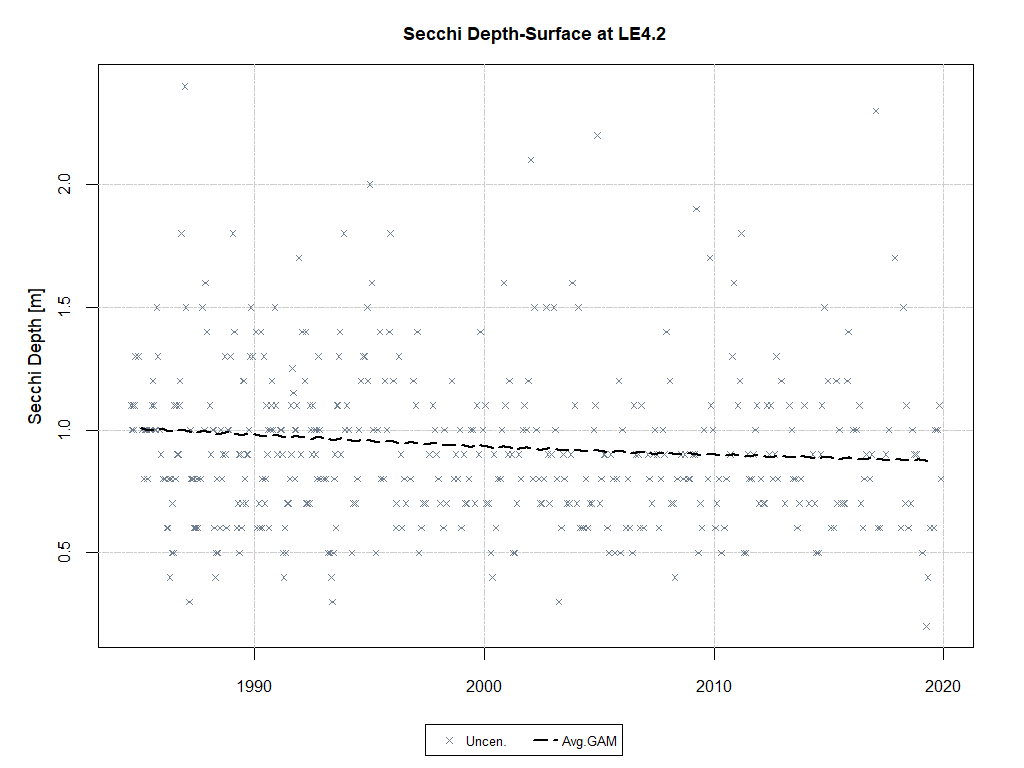 Secchi Depth-Surface at LE4.2
Secchi Depth [m]
2.0
1.5
1.0
0.5
1990
2000
2010
2020
Uncen.
Avg.GAM